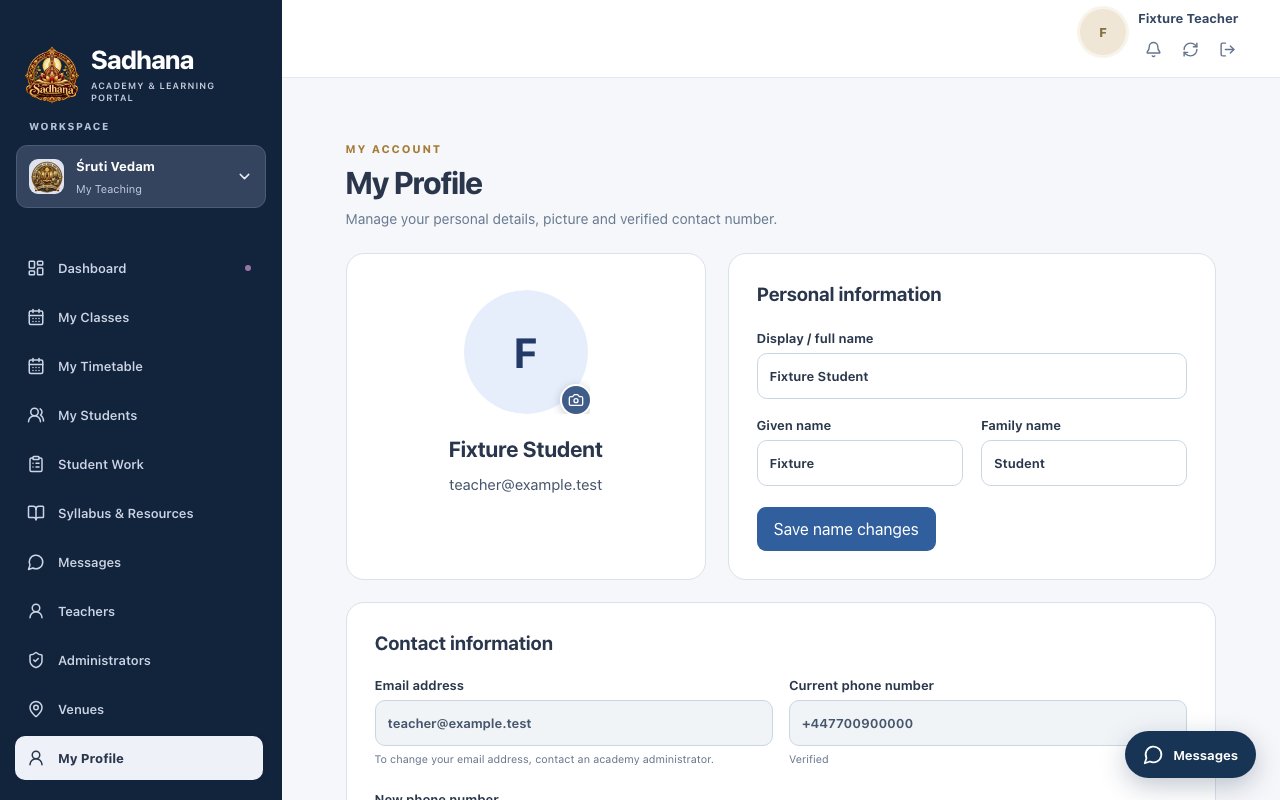 Sadhana
Sadhana
ACADEMY & LEARNING
PORTAL
WORKSPACE
Śruti Vedam
My Teaching
Dashboard
My Classes
My Timetable
My Students
Student Work
Syllabus & Resources
Messages
Teachers
Administrators
Venues
My Profile
F
Fixture Teacher
MY ACCOUNT
My Profile
Manage your personal details, picture and verified contact number.
F
Fixture Student
teacher@example.test
Personal information
Display / full name
Fixture Student
Given name
Family name
Fixture
Student
Save name changes
Contact information
Email address
Current phone number
teacher@example.test
+447700900000
To change your email address, contact an academy administrator.
Verified
New phone number
Messages